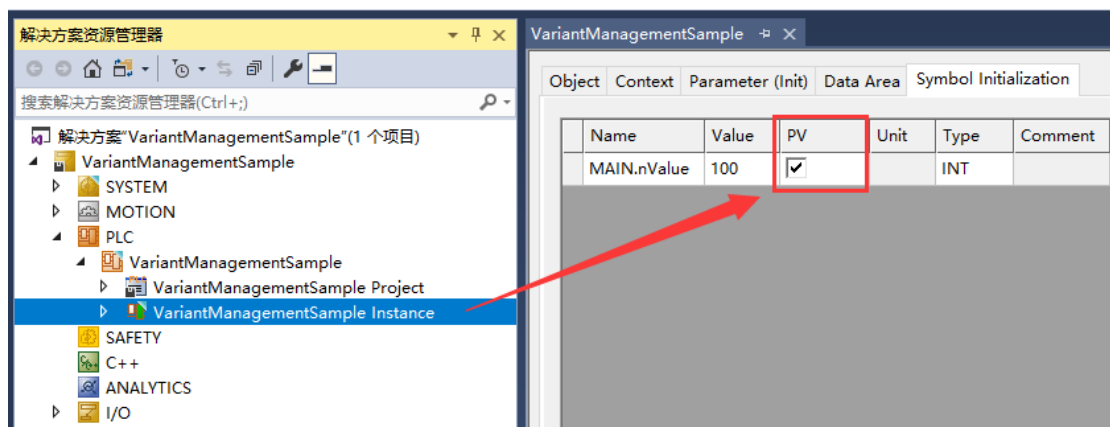 解决方案资源管理器
搜索解决方案资源管理器(Ctrl+;)
解决方案"VariantManagementSample"(1 个项目)
VariantManagementSample
SYSTEM
MOTION
PLC
VariantManagementSample
VariantManagementSample Project
VariantManagementSample Instance
SAFETY
C++
ANALYTICS
I/O
VariantManagementSample
Object Context Parameter (Init) Data Area Symbol Initialization
Name Value PV Unit Type Comment
MAIN.nValue 100 INT